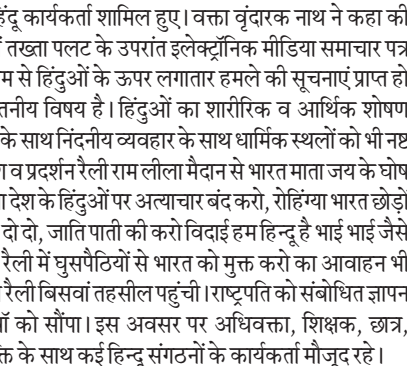 हिंदू कार्यकर्ता शामिल हुए। वक्ता वृंदारक नाथ ने कहा की
तख्ता पलट के उपरांत इलेक्ट्रॉनिक मीडिया समाचार पत्र
म से हिंदुओं के ऊपर लगातार हमले की सूचनाएं प्राप्त हो
तनीय विषय है। हिंदुओं का शारीरिक व आर्थिक शोषण
के साथ निंदनीय व्यवहार के साथ धार्मिक स्थलों को भी नष्ट
व प्रदर्शन रैली राम लीला मैदान से भारत माता जय के घोष
देश के हिंदुओं पर अत्याचार बंद करो, रोहिंग्या भारत छोड़ो
दो दो, जाति पाती की करो विदाई हम हिन्दू है भाई भाई जैसे
रैली में घुसपैठियों से भारत को मुक्त करो का आवाहन भी
रैली बिसवां तहसील पहुंची। राष्ट्रपति को संबोधित ज्ञापन
ऑ को सौंपा। इस अवसर पर अधिवक्ता, शिक्षक, छात्र,
क्ति के साथ कई हिन्दू संगठनों के कार्यकर्ता मौजूद रहे।